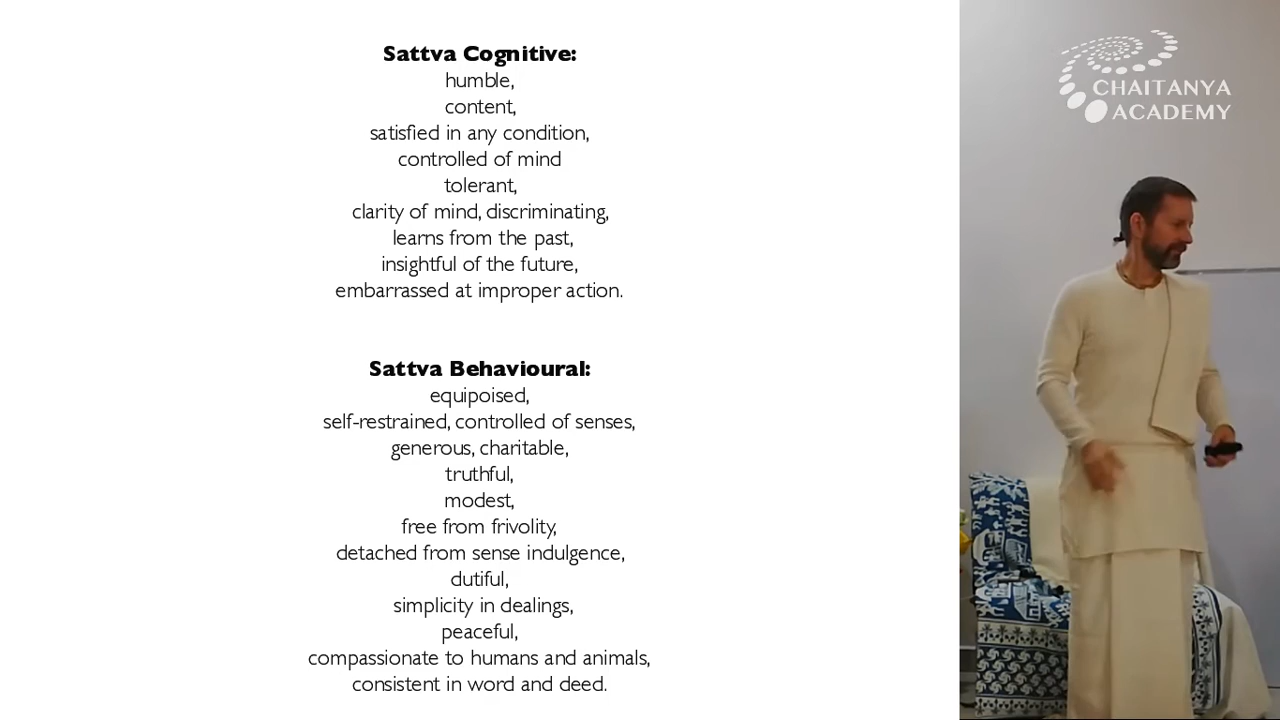 Sattva Cognitive:
humble,
content,
satisfied in any condition,
controlled of mind
tolerant,
clarity of mind, discriminating,
learns from the past,
insightful of the future,
embarrassed at improper action.
Sattva Behavioural:
equipoised,
self-restrained, controlled of senses,
generous, charitable,
truthful,
modest,
free from frivolity,
detached from sense indulgence,
dutiful,
simplicity in dealings,
peaceful,
compassionate to humans and animals,
consistent in word and deed.
CHAITANYA
ACADEMY